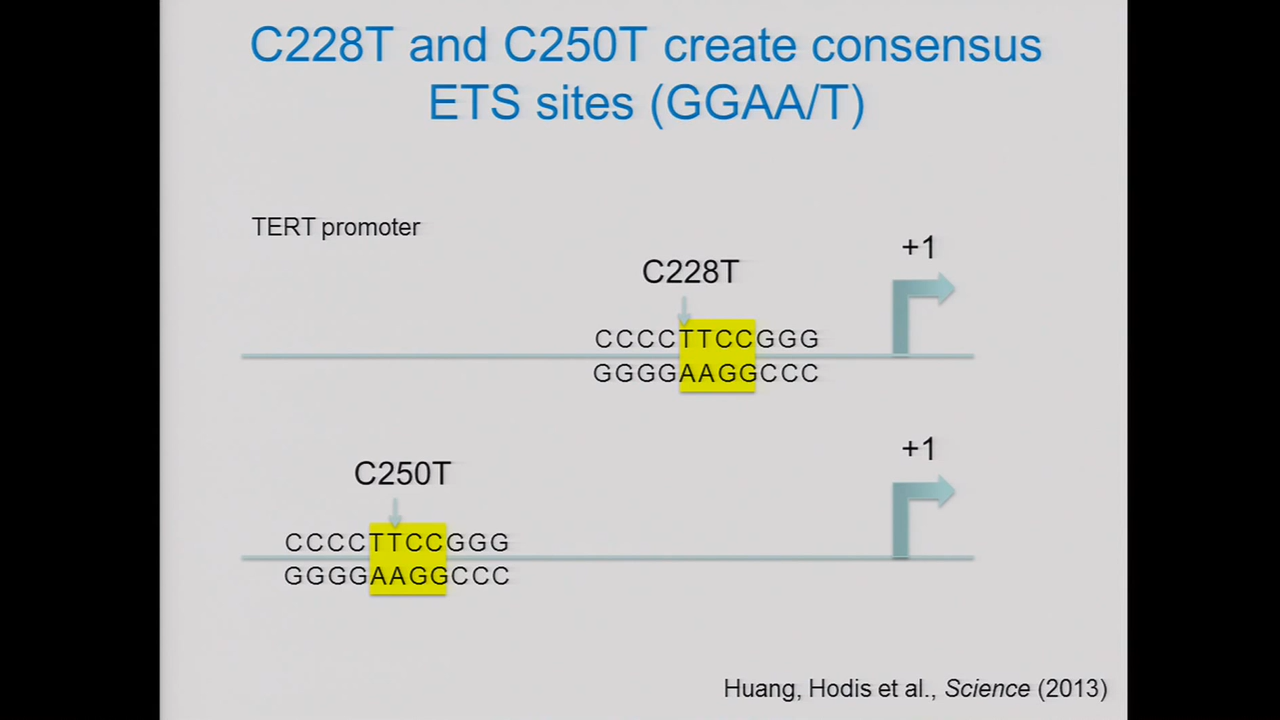 C228T and C250T create consensus
ETS sites (GGAA/T)
TERT promoter
+1
C228T
CCCCTTCCGGG
GGGGAAGGCCC
+1
C250T
CCCCTTCCGGG
GGGGAAGGCCC
Huang, Hodis et al., Science (2013)